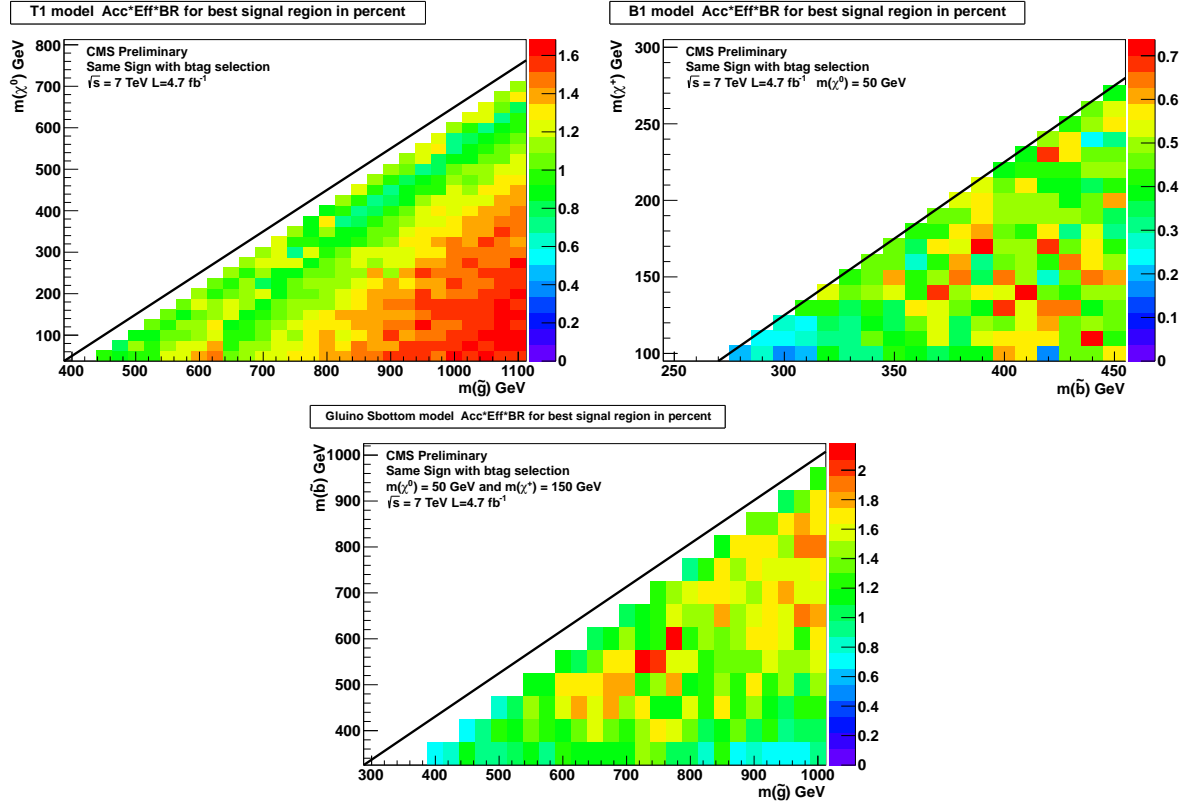 T1 model Acc*Eff*BR for best signal region in percent
m(χ⁰) GeV
CMS Preliminary
Same Sign with btag selection
√s = 7 TeV L=4.7 fb⁻¹
800
700
600
500
400
300
200
100
400 500 600 700 800 900 1000 1100
m(g̃) GeV
1.6
1.4
1.2
1
0.8
0.6
0.4
0.2
0
B1 model Acc*Eff*BR for best signal region in percent
m(χ⁺) GeV
CMS Preliminary
Same Sign with btag selection
√s = 7 TeV L=4.7 fb⁻¹ m(χ⁰) = 50 GeV
300
250
200
150
100
250 300 350 400 450
m(b̃) GeV
0.7
0.6
0.5
0.4
0.3
0.2
0.1
0
Gluino Sbottom model Acc*Eff*BR for best signal region in percent
m(b̃) GeV
CMS Preliminary
Same Sign with btag selection
m(χ⁰) = 50 GeV and m(χ⁺) = 150 GeV
√s = 7 TeV L=4.7 fb⁻¹
1000
900
800
700
600
500
400
290 400 500 600 700 800 900 1000
m(g̃) GeV
2
1.8
1.6
1.4
1.2
1
0.8
0.6
0.4
0.2
0